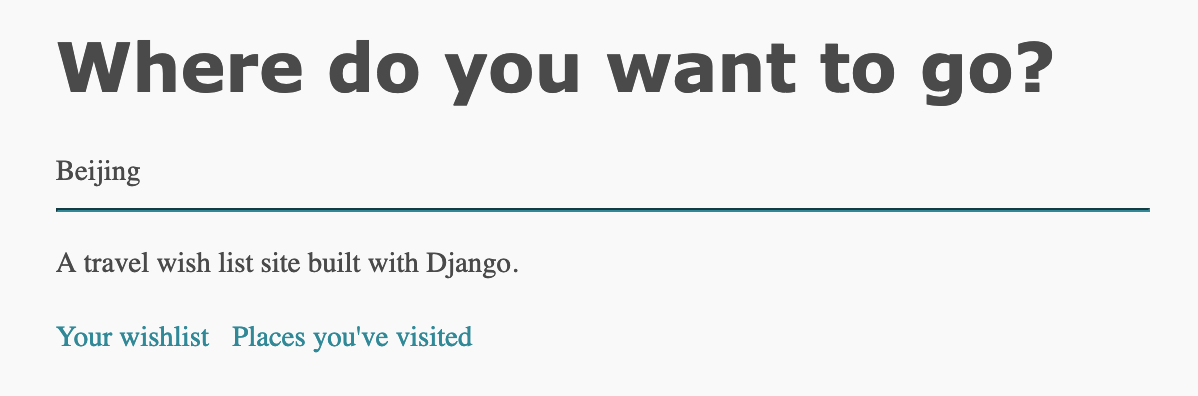 Where do you want to go?
Beijing
A travel wish list site built with Django.
Your wishlist Places you've visited